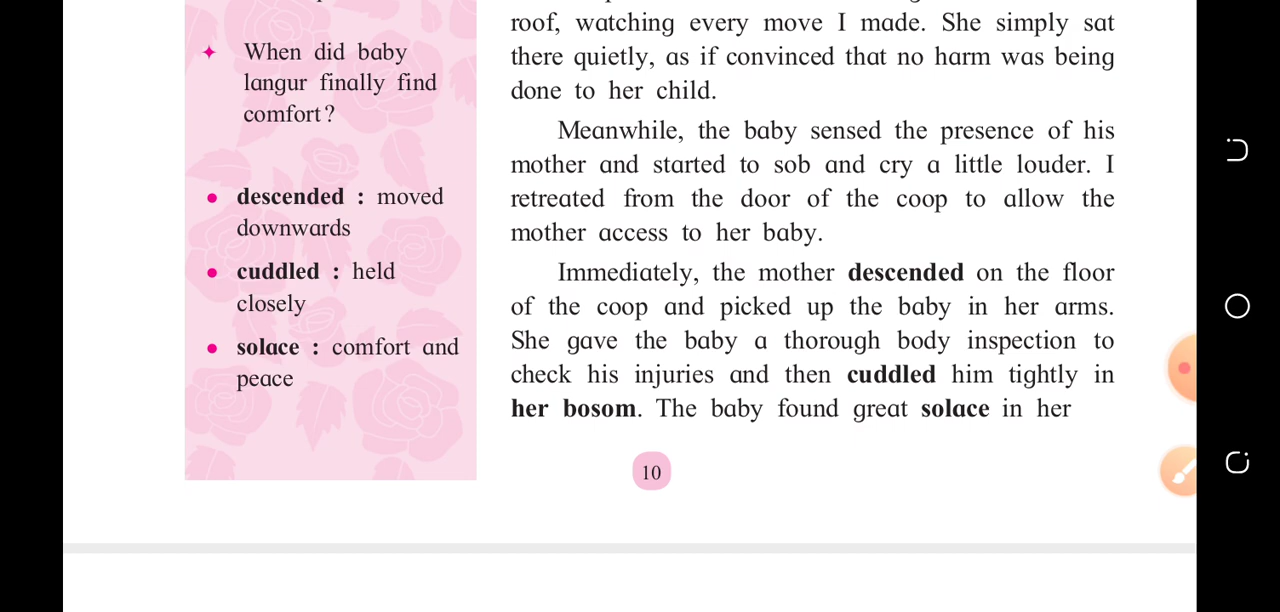 When did baby
langur finally find
comfort?
descended : moved
downwards
cuddled : held
closely
solace : comfort and
peace
roof, watching every move I made. She simply sat
there quietly, as if convinced that no harm was being
done to her child.
Meanwhile, the baby sensed the presence of his
mother and started to sob and cry a little louder. I
retreated from the door of the coop to allow the
mother access to her baby.
Immediately, the mother descended on the floor
of the coop and picked up the baby in her arms.
She gave the baby a thorough body inspection to
check his injuries and then cuddled him tightly in
her bosom. The baby found great solace in her
10